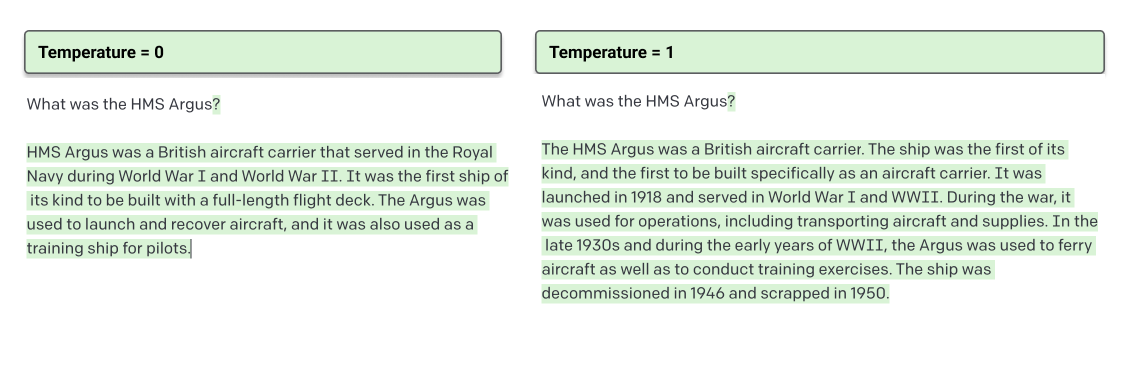 Temperature = 0
What was the HMS Argus?
HMS Argus was a British aircraft carrier that served in the Royal
Navy during World War I and World War II. It was the first ship of
its kind to be built with a full-length flight deck. The Argus was
used to launch and recover aircraft, and it was also used as a
training ship for pilots.
Temperature = 1
What was the HMS Argus?
The HMS Argus was a British aircraft carrier. The ship was the first of its
kind, and the first to be built specifically as an aircraft carrier. It was
launched in 1918 and served in World War I and WWII. During the war, it
was used for operations, including transporting aircraft and supplies. In the
late 1930s and during the early years of WWII, the Argus was used to ferry
aircraft as well as to conduct training exercises. The ship was
decommissioned in 1946 and scrapped in 1950.